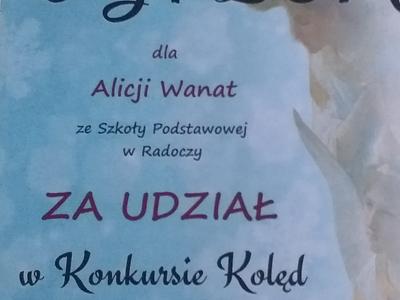 dla
Alicji Wanat
ze Szkoły Podstawowej
w Radoczy
ZA UDZIAŁ
w Konkursie Kolęd